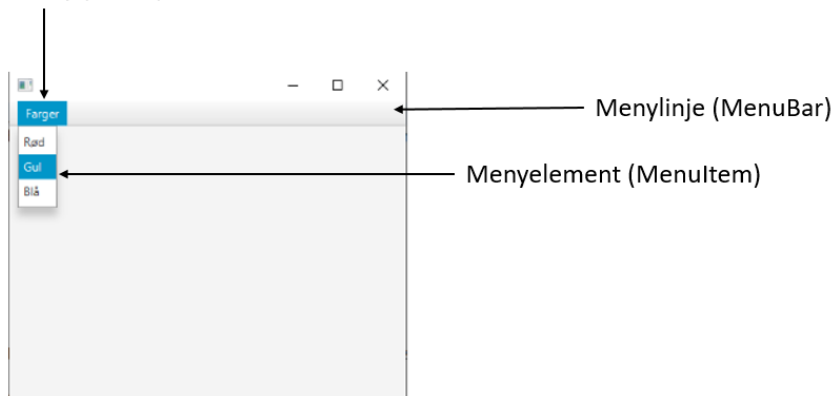 Farger
Menylinje (MenuBar)
Rød
Gul
Menyelement (MenuItem)
Blå